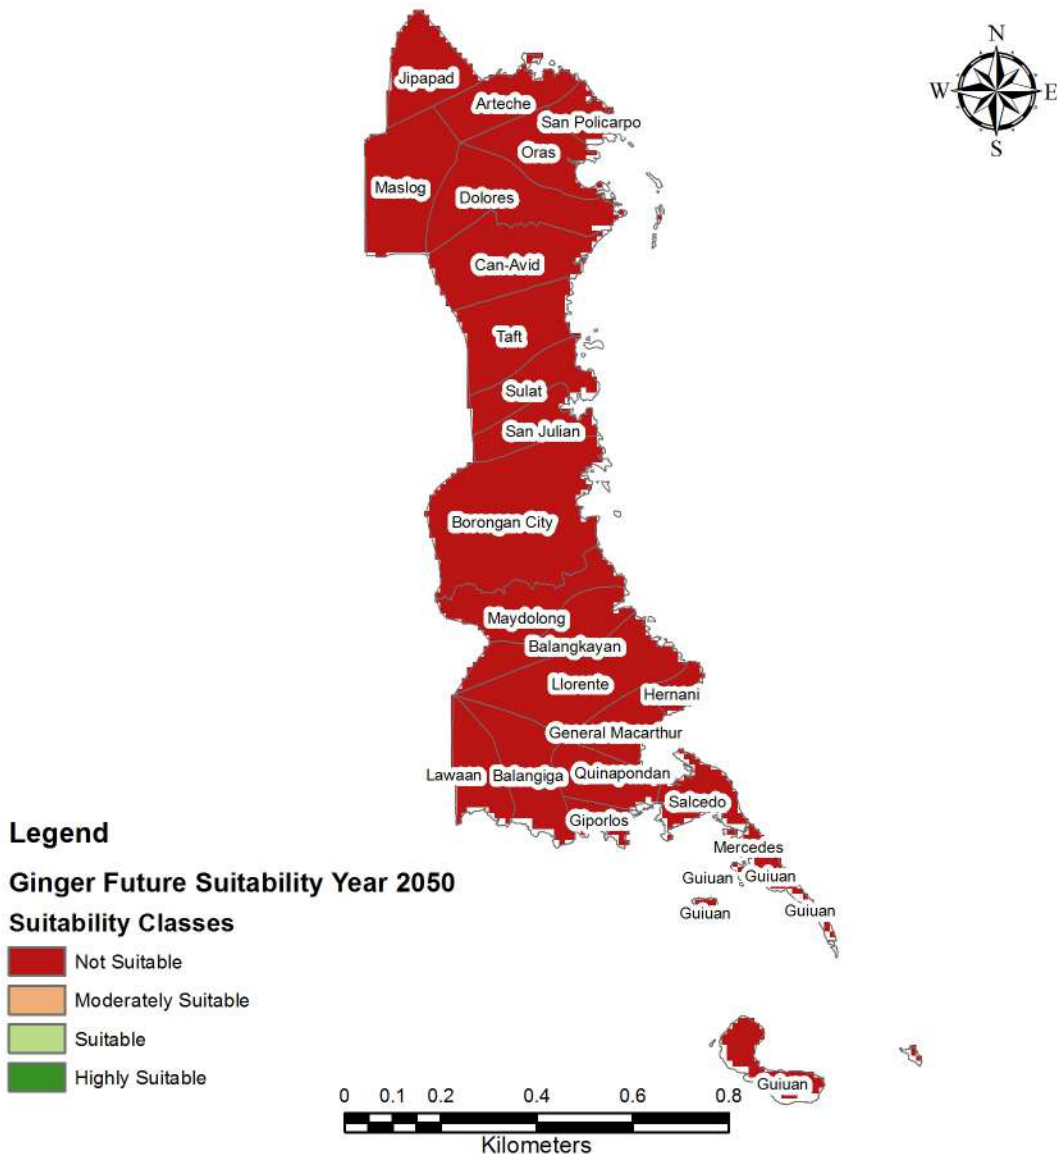 N
W E
S
Jipapad
Arteche
San Policarpo
Oras
Maslog
Dolores
Can-Avid
Taft
Sulat
San Julian
Borongan City
Maydolong
Balangkayan
Llorente
Hernani
General Macarthur
Lawaan
Balangiga
Quinapondan
Salcedo
Giporlos
Mercedes
Guiuan
Guiuan
Guiuan
Guiuan
Guiuan
Legend
Ginger Future Suitability Year 2050
Suitability Classes
Not Suitable
Moderately Suitable
Suitable
Highly Suitable
0 0.1 0.2 0.4 0.6 0.8
Kilometers